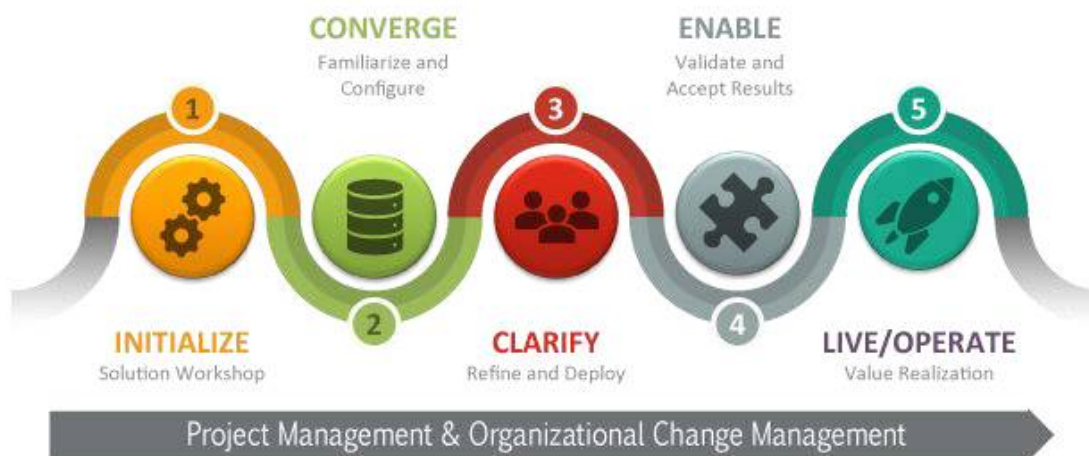 CONVERGE
Familiarize and
Configure
ENABLE
Validate and
Accept Results
1
3
5
2
4
INITIALIZE
Solution Workshop
CLARIFY
Refine and Deploy
LIVE/OPERATE
Value Realization
Project Management & Organizational Change Management